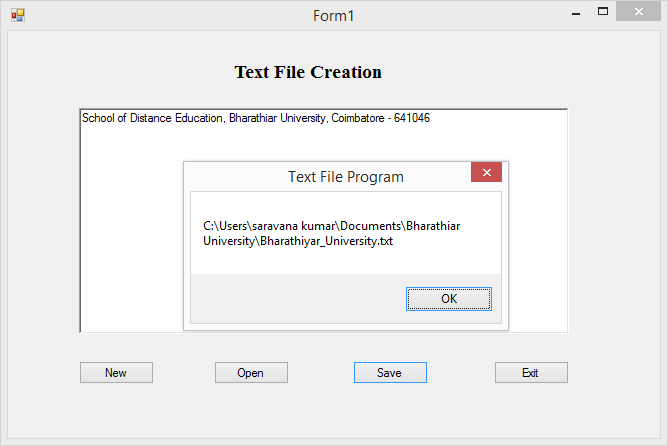 Form1
Text File Creation
School of Distance Education, Bharathiar University, Coimbatore - 641046
Text File Program
C:\Users\saravana kumar\Documents\Bharathiar
University\Bharathiyar_University.txt
OK
New Open Save Exit